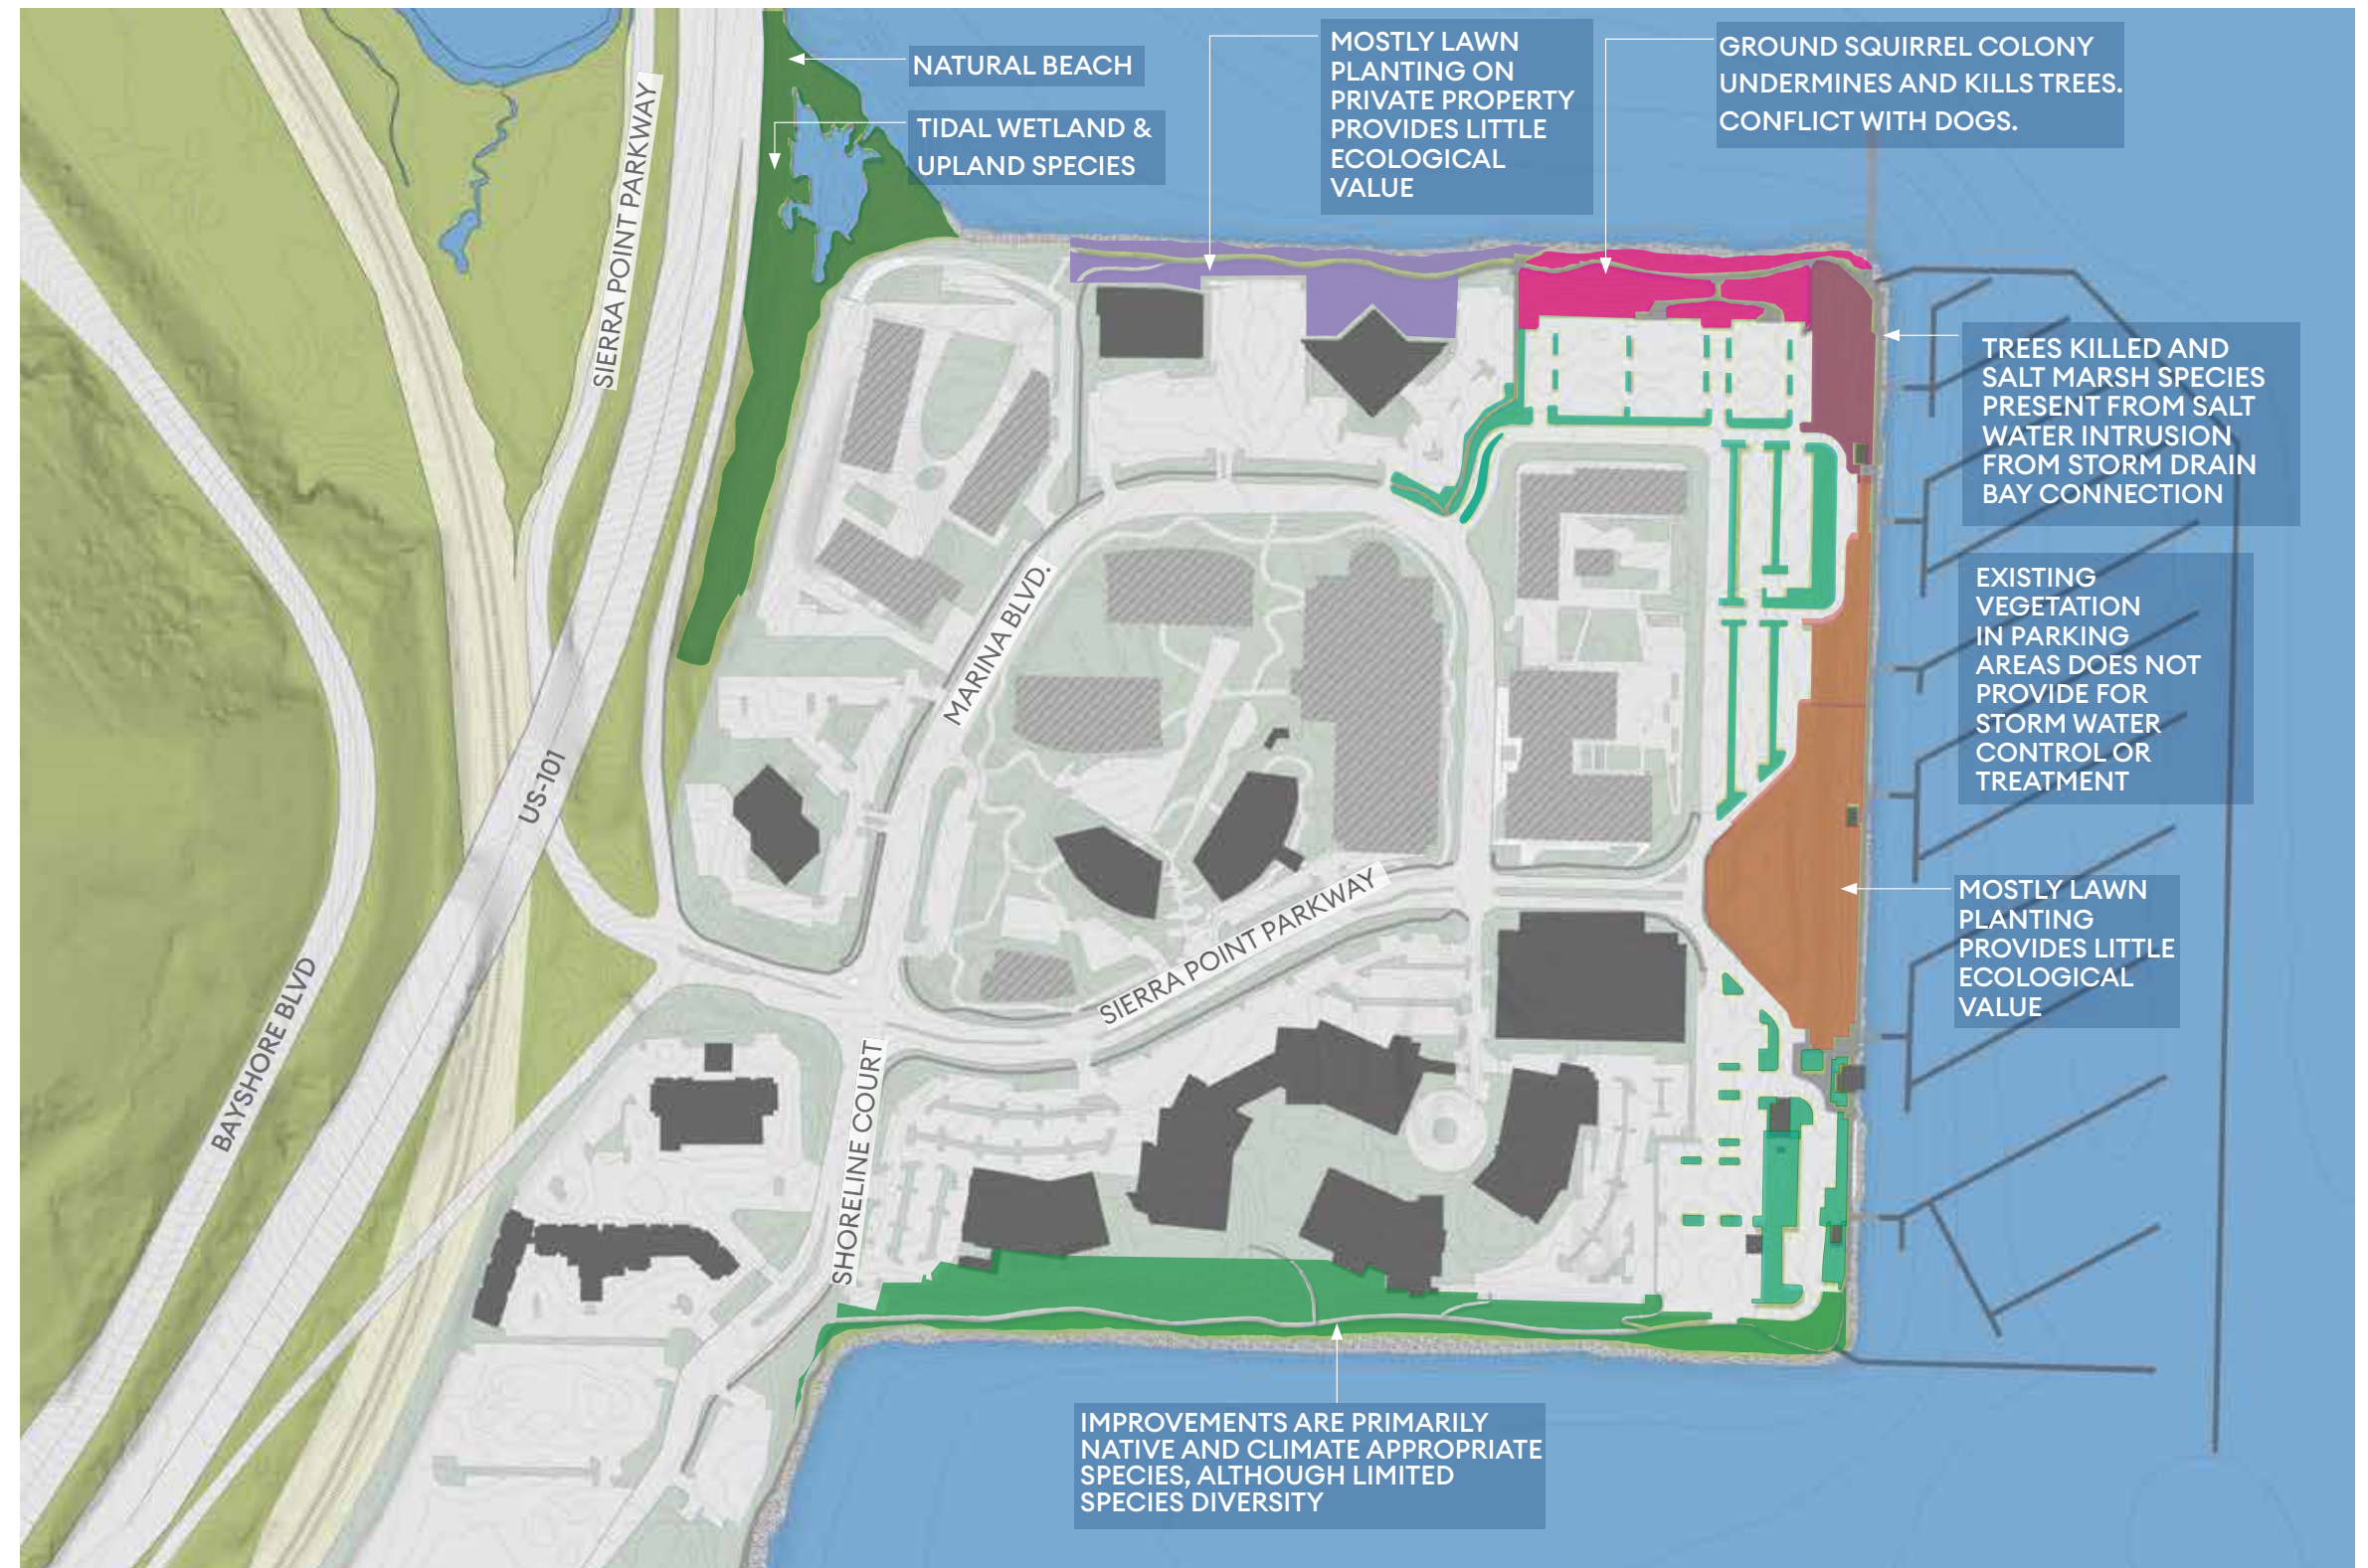 NATURAL BEACH
TIDAL WETLAND &
UPLAND SPECIES
MOSTLY LAWN
PLANTING ON
PRIVATE PROPERTY
PROVIDES LITTLE
ECOLOGICAL
VALUE
GROUND SQUIRREL COLONY
UNDERMINES AND KILLS TREES.
CONFLICT WITH DOGS.
SIERRA POINT PARKWAY
TREES KILLED AND
SALT MARSH SPECIES
PRESENT FROM SALT
WATER INTRUSION
FROM STORM DRAIN
BAY CONNECTION
EXISTING
VEGETATION
IN PARKING
AREAS DOES NOT
PROVIDE FOR
STORM WATER
CONTROL OR
TREATMENT
MARINA BLVD.
US-101
SIERRA POINT PARKWAY
MOSTLY LAWN
PLANTING
PROVIDES LITTLE
ECOLOGICAL
VALUE
BAYSHORE BLVD
SHORELINE COURT
IMPROVEMENTS ARE PRIMARILY
NATIVE AND CLIMATE APPROPRIATE
SPECIES, ALTHOUGH LIMITED
SPECIES DIVERSITY